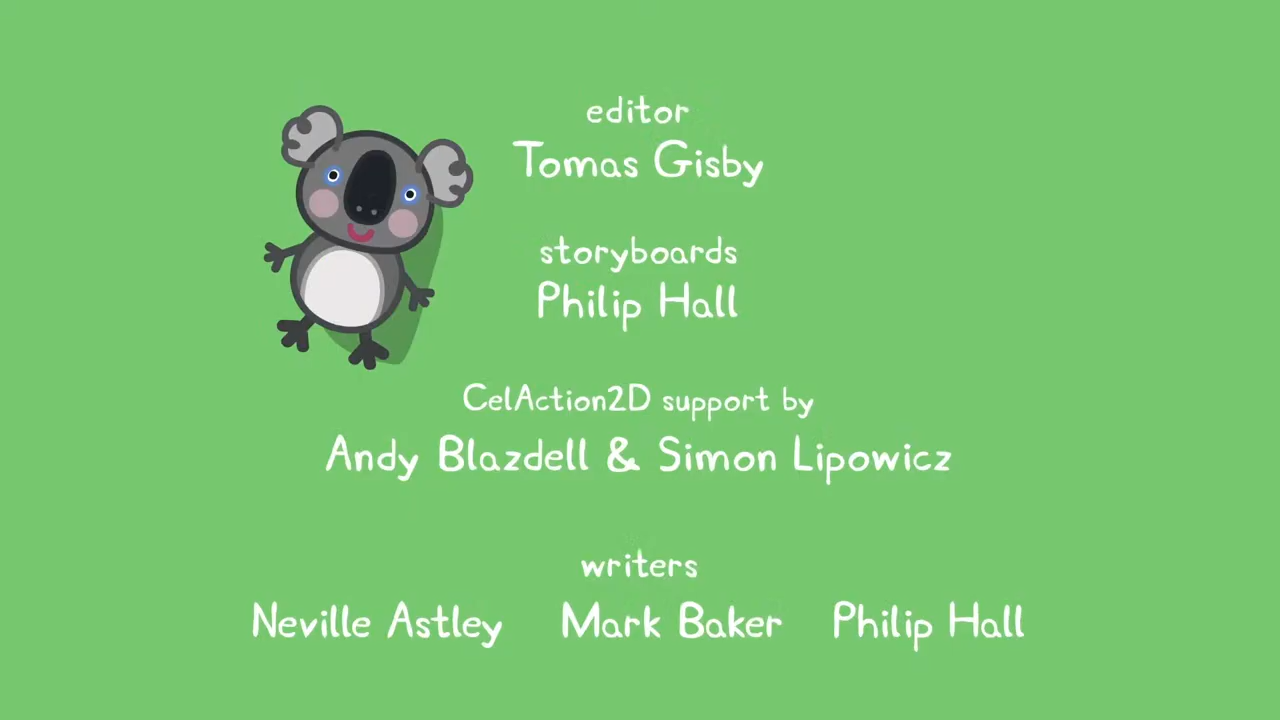 editor
Tomas Gisby
storyboards
Philip Hall
CelAction2D support by
Andy Blazdell & Simon Lipowicz
writers
Neville Astley Mark Baker Philip Hall